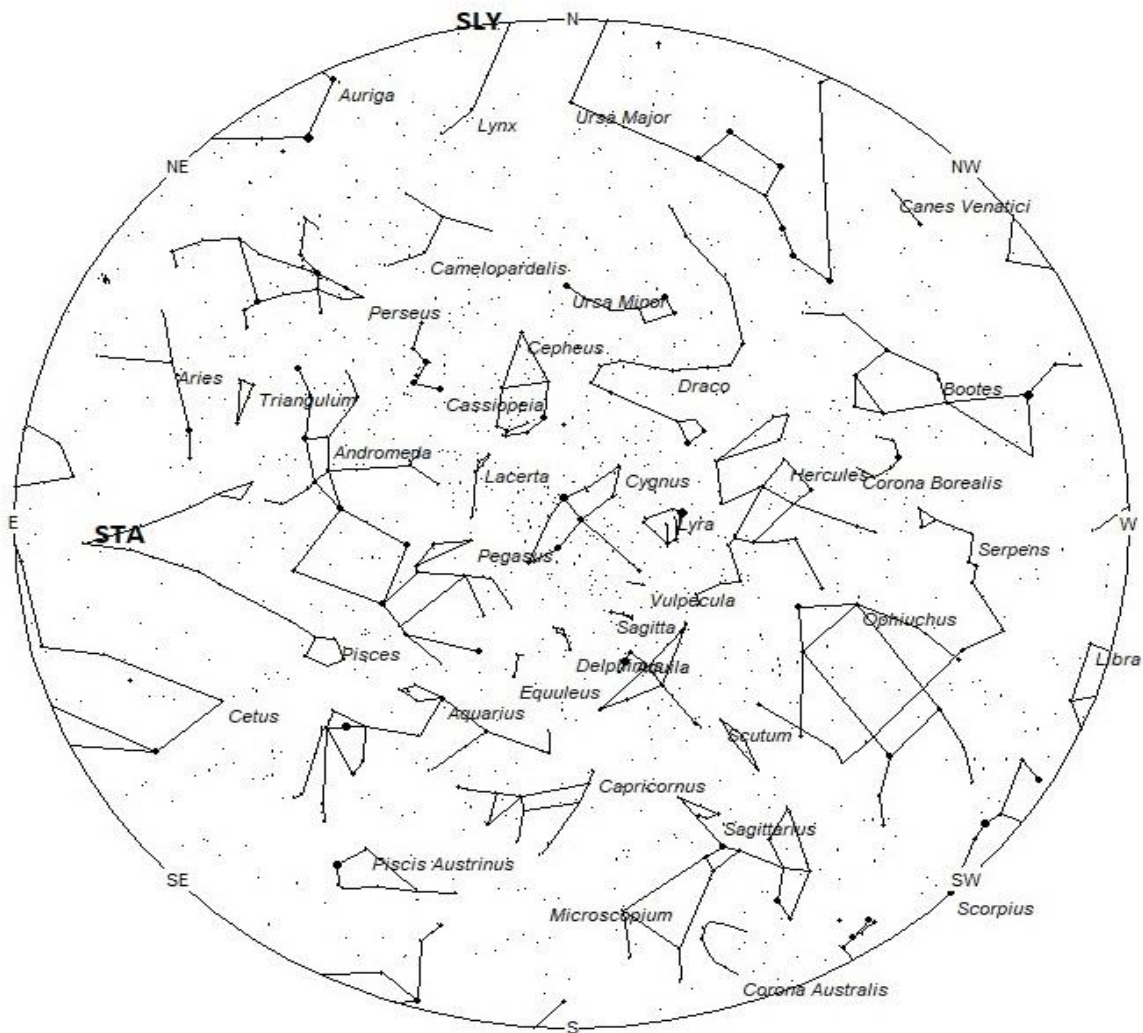 SLY
N
Auriga
Lynx
Ursa Major
NE
NW
Canes Venatici
Camelopardalis
Ursa Minor
Perseus
Cepheus
Aries
Triangulum
Cassiopeia
Draco
Bootes
Andromeda
Lacerta
Cygnus
Hercules
Corona Borealis
E
STA
Lyra
W
Pegasus
Serpens
Vulpecula
Sagitta
Ophiuchus
Pisces
Delphinus
Aquila
Libra
Equuleus
Cetus
Aquarius
Scutum
Capricornus
Sagittarius
Piscis Austrinus
SE
SW
Microscopium
Scorpius
Corona Australis
S